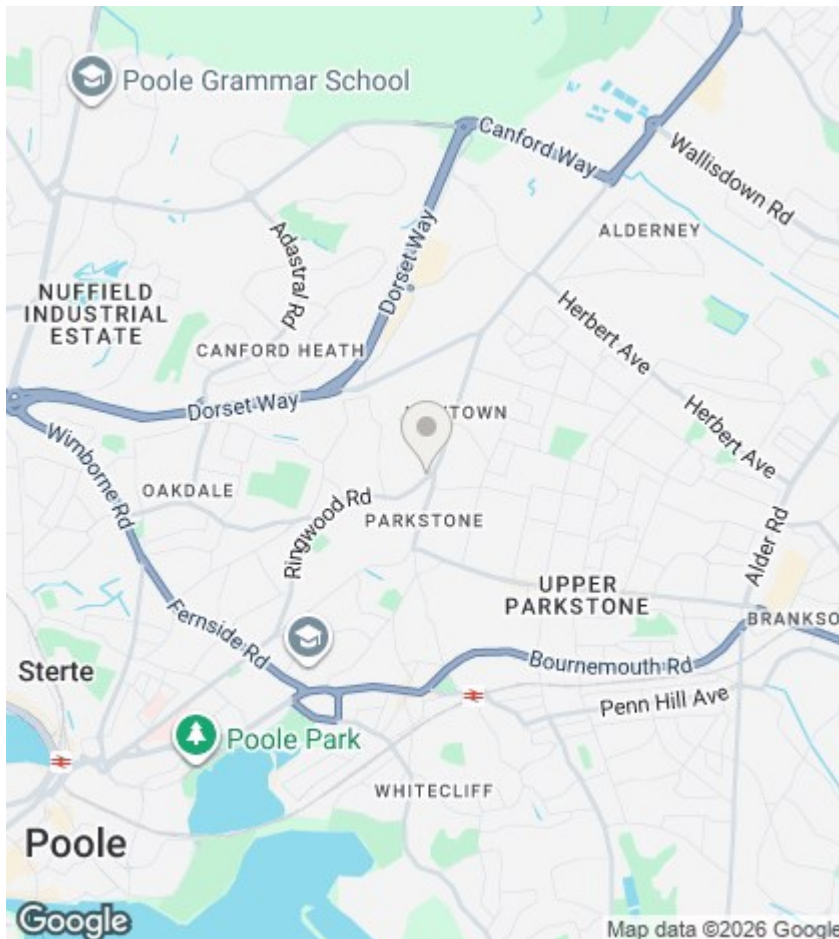 Poole Grammar School
Canford Way
Wallisdown Rd
ALDERNEY
Adastral Rd
Dorset Way
NUFFIELD
INDUSTRIAL
ESTATE
Herbert Ave
CANFORD HEATH
Dorset Way
Herbert Ave
Wimborne Rd
OAKDALE
Ringwood Rd
PARKSTONE
Alder Rd
UPPER
PARKSTONE
Fernside Rd
BRANKSO
Sterte
Bournemouth Rd
Penn Hill Ave
Poole Park
WHITECLIFF
Poole
Google
Map data ©2026 Google